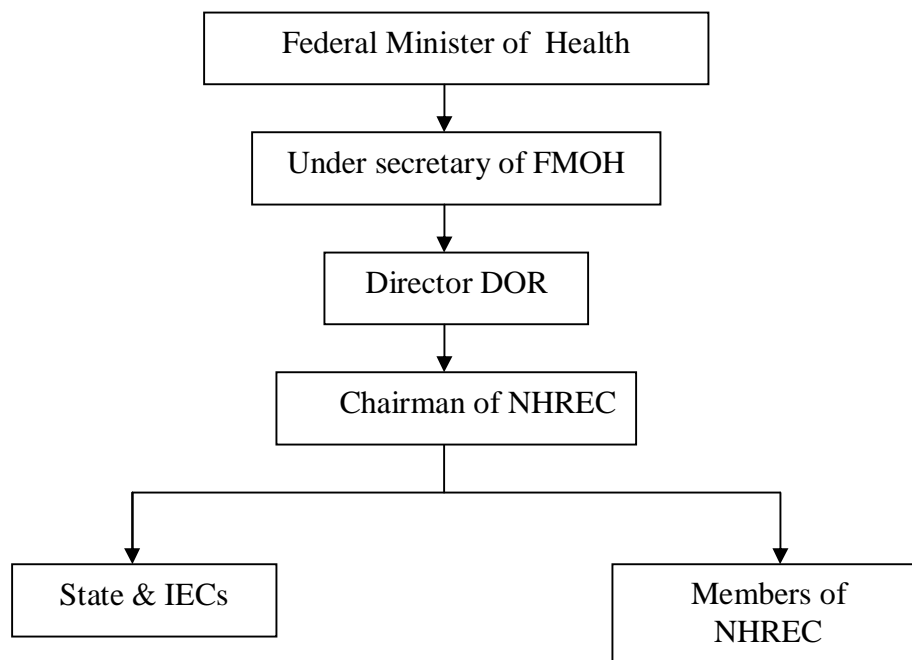 Federal Minister of Health
Under secretary of FMOH
Director DOR
Chairman of NHREC
State & IECs
Members of
NHREC